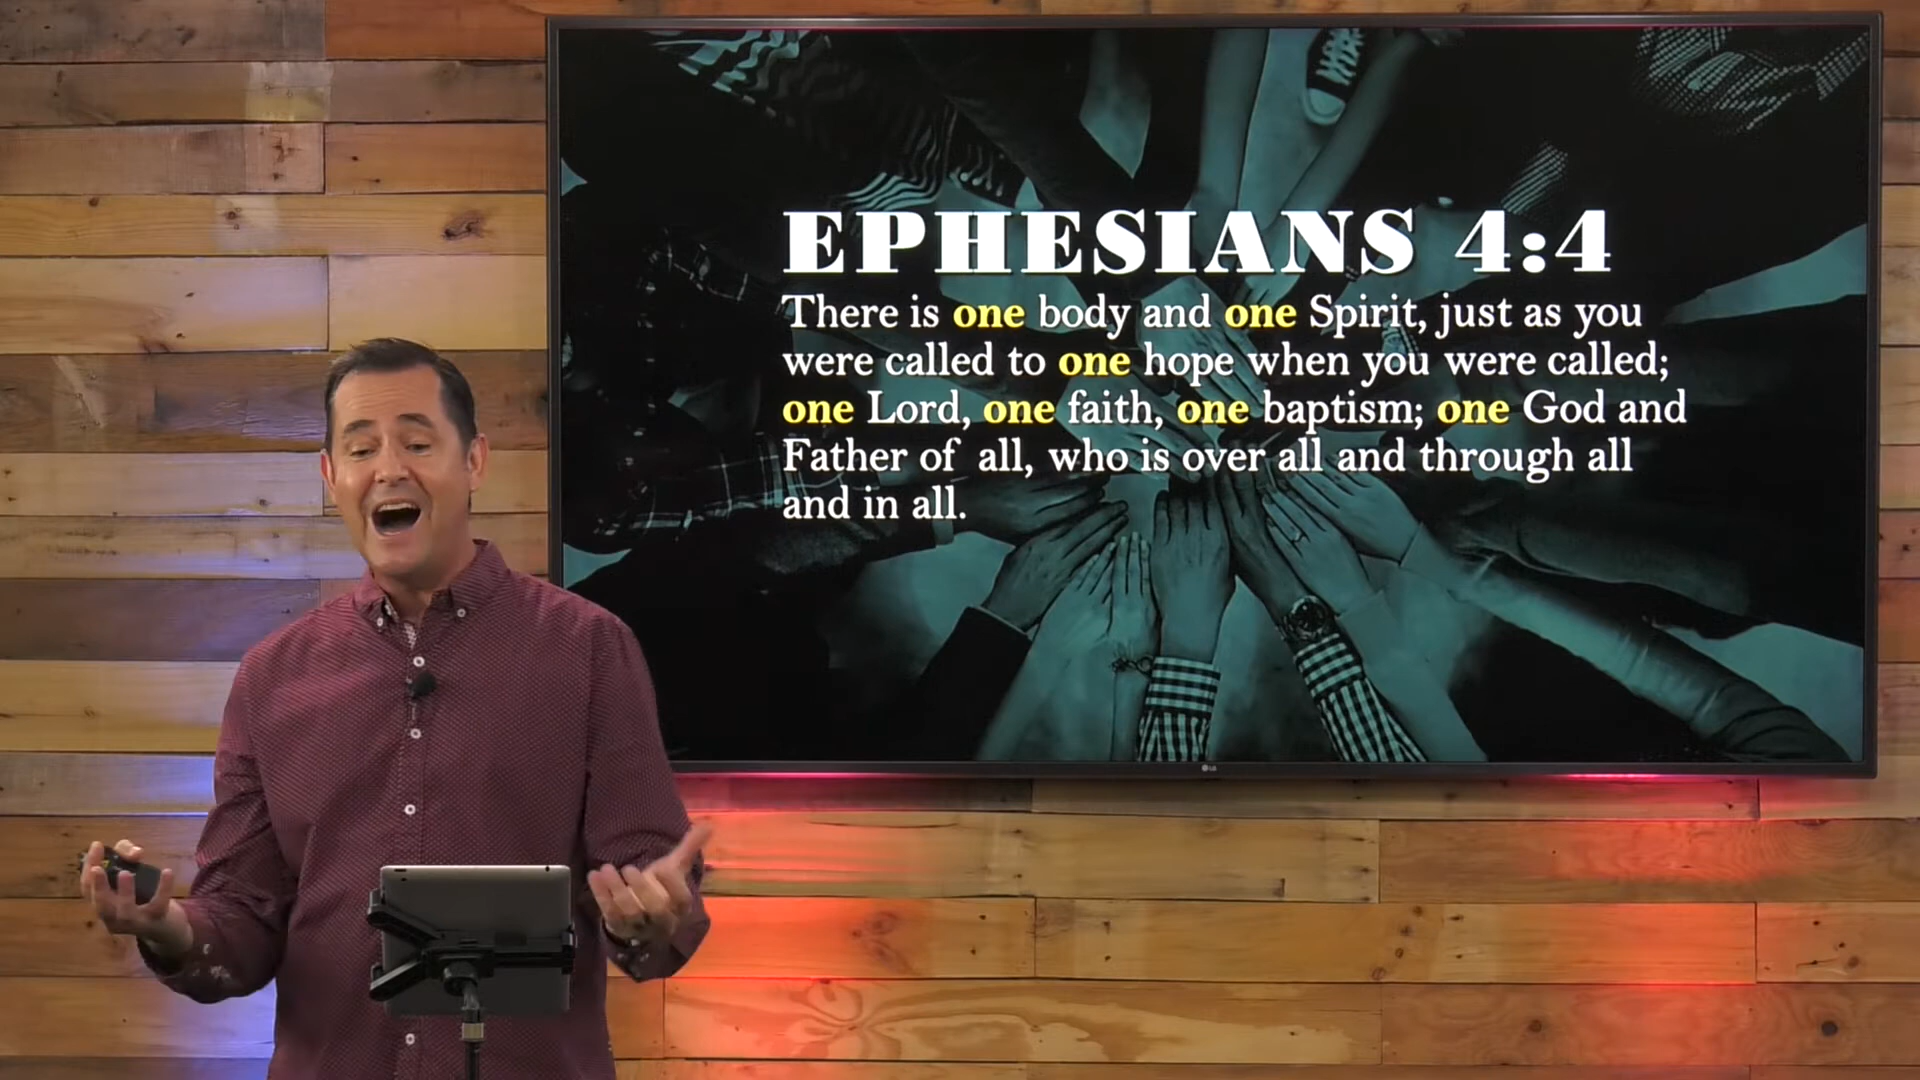 EPHESIANS 4:4
There is one body and one Spirit, just as you
were called to one hope when you were called;
one Lord, one faith, one baptism; one God and
Father of all, who is over all and through all
and in all.
LG